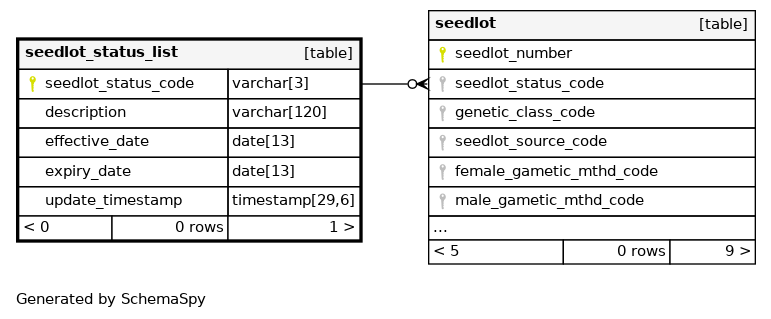 seedlot_status_list [table]
seedlot_status_code varchar[3]
description varchar[120]
effective_date date[13]
expiry_date date[13]
update_timestamp timestamp[29,6]
< 0 0 rows 1 >
seedlot [table]
seedlot_number
seedlot_status_code
genetic_class_code
seedlot_source_code
female_gametic_mthd_code
male_gametic_mthd_code
...
< 5 0 rows 9 >
Generated by SchemaSpy